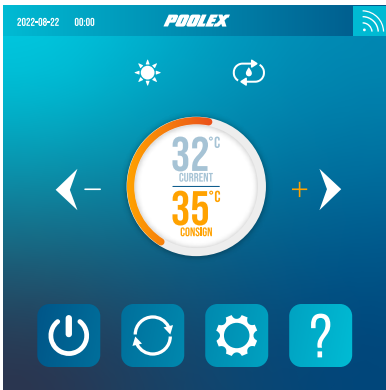 2022-08-22 00:00 POOLEX
32°C
CURRENT
35°C
CONSIGN
− +
?